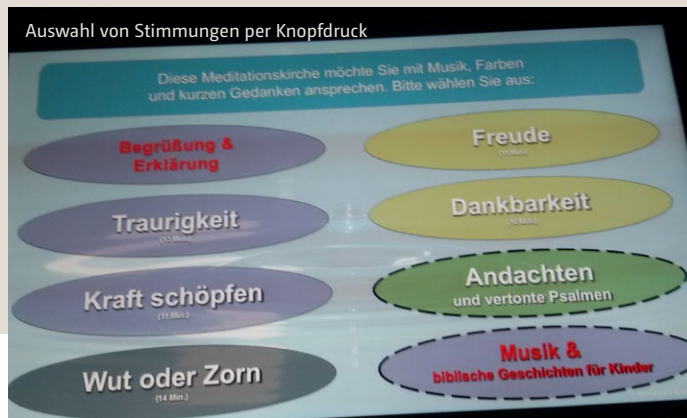 Auswahl von Stimmungen per Knopfdruck
Diese Meditationskirche möchte Sie mit Musik, Farben
und kurzen Gedanken ansprechen. Bitte wählen Sie aus:
Begrüßung &
Erklärung
Traurigkeit
(13 Min.)
Kraft schöpfen
(11 Min.)
Wut oder Zorn
(14 Min.)
Freude
Dankbarkeit
Andachten
und vertonte Psalmen
Musik &
biblische Geschichten für Kinder